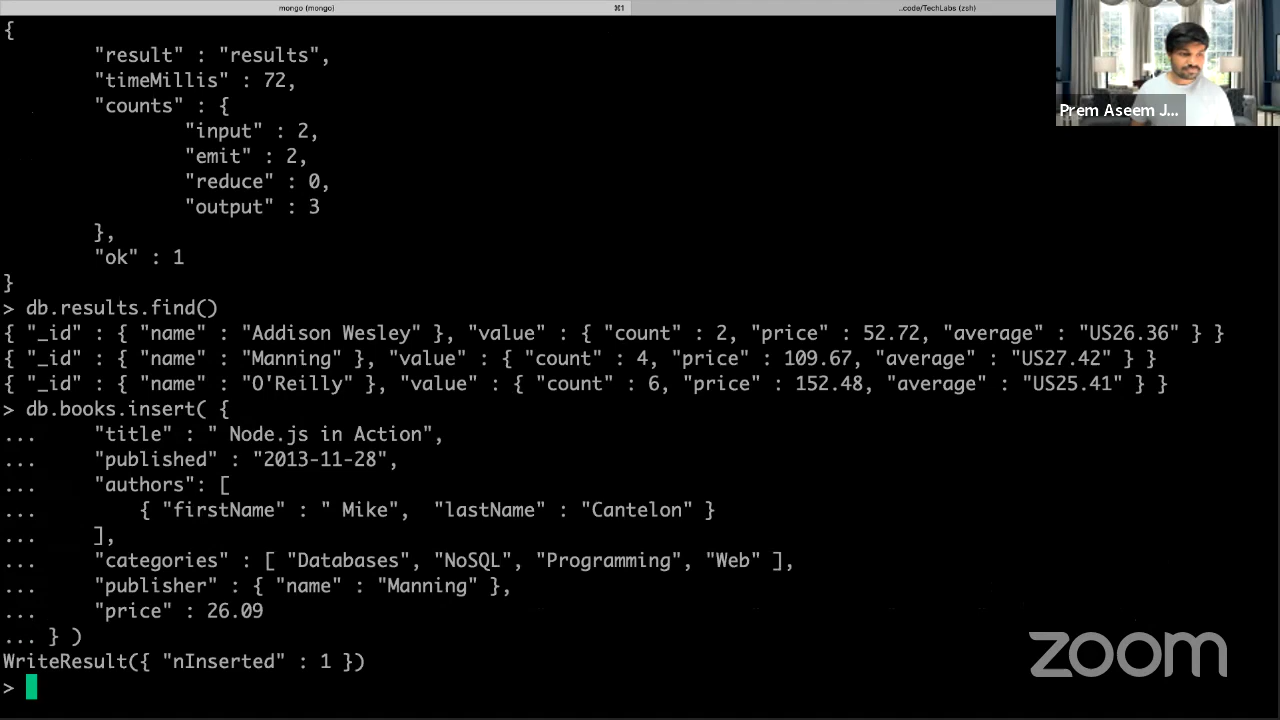 mongo (mongo) ⌘1 ..code/TechLabs (zsh)
{
"result" : "results",
"timeMillis" : 72,
"counts" : {
"input" : 2,
"emit" : 2,
"reduce" : 0,
"output" : 3
},
"ok" : 1
}
> db.results.find()
{ "_id" : { "name" : "Addison Wesley" }, "value" : { "count" : 2, "price" : 52.72, "average" : "US26.36" } }
{ "_id" : { "name" : "Manning" }, "value" : { "count" : 4, "price" : 109.67, "average" : "US27.42" } }
{ "_id" : { "name" : "O'Reilly" }, "value" : { "count" : 6, "price" : 152.48, "average" : "US25.41" } }
> db.books.insert( {
... "title" : " Node.js in Action",
... "published" : "2013-11-28",
... "authors": [
... { "firstName" : " Mike", "lastName" : "Cantelon" }
... ],
... "categories" : [ "Databases", "NoSQL", "Programming", "Web" ],
... "publisher" : { "name" : "Manning" },
... "price" : 26.09
... } )
WriteResult({ "nInserted" : 1 })
>
Prem Aseem J...
zoom